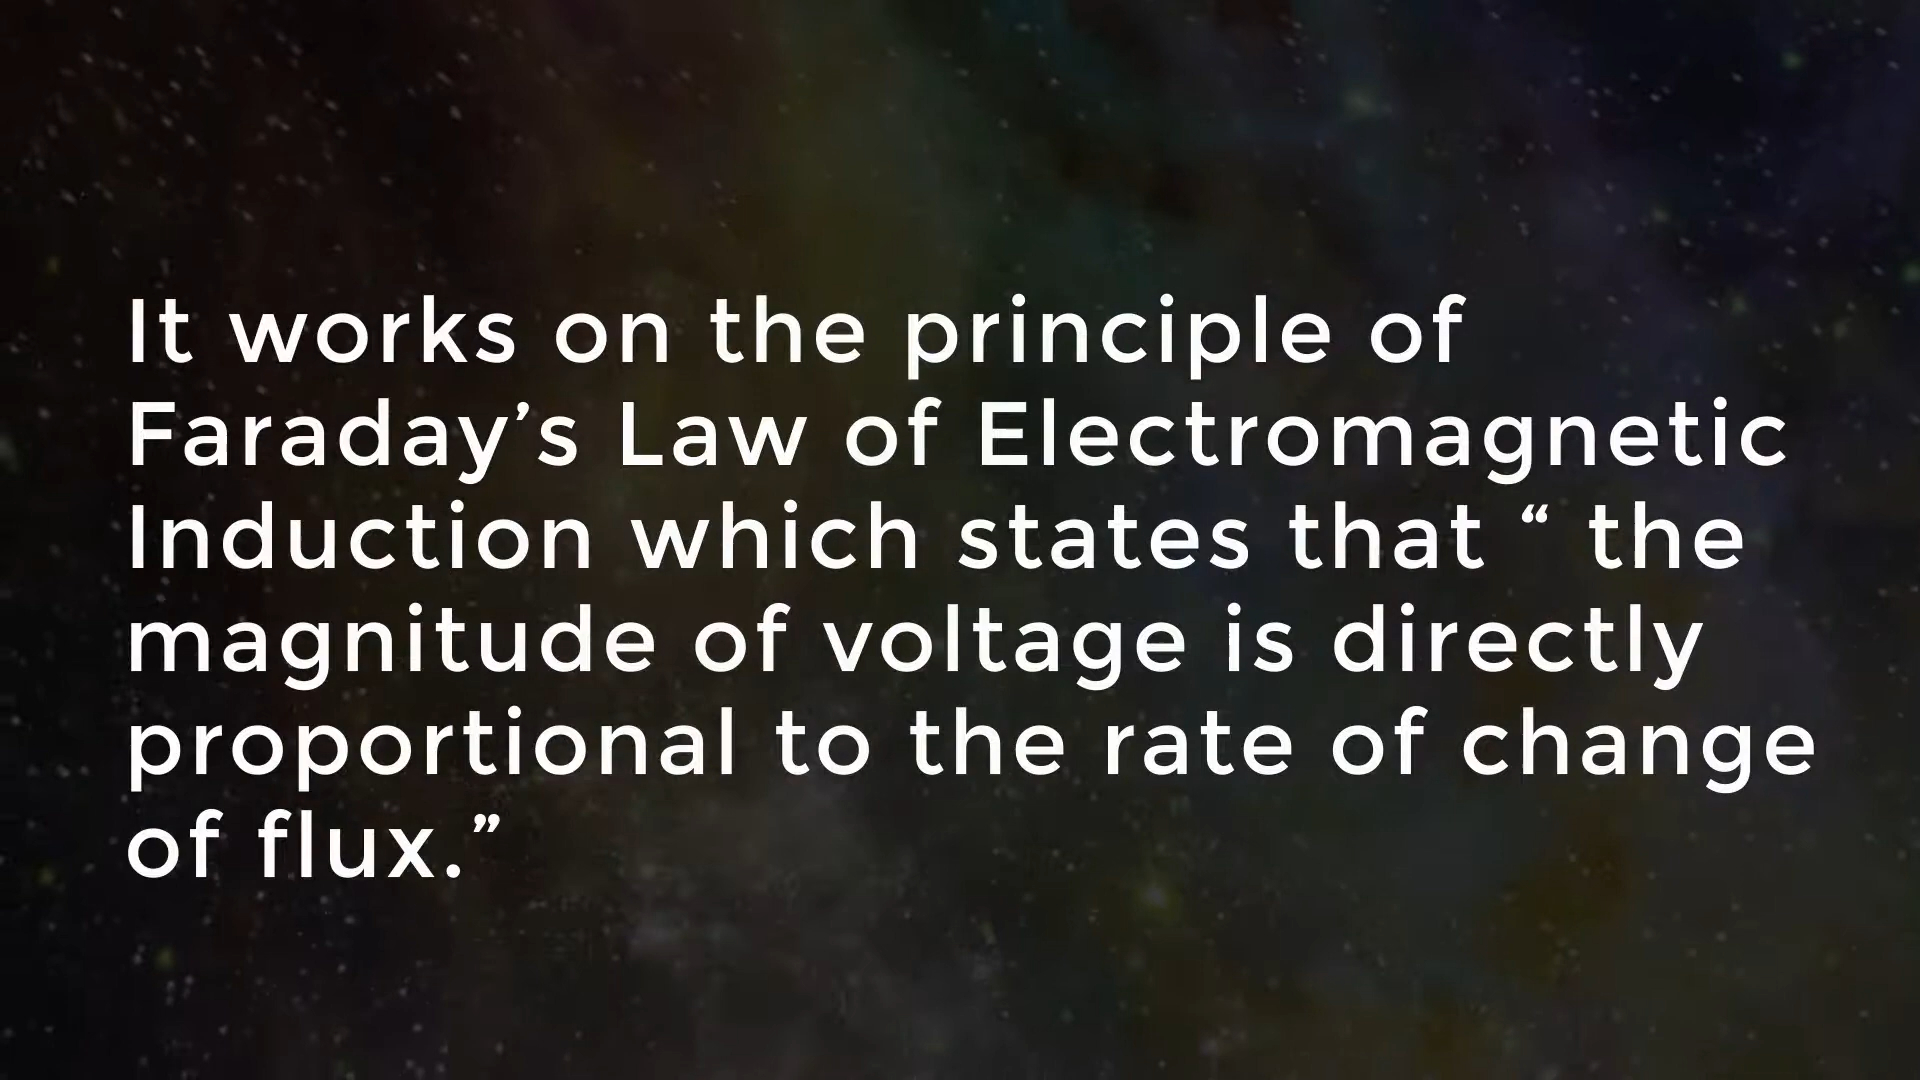 It works on the principle of
Faraday’s Law of Electromagnetic
Induction which states that “ the
magnitude of voltage is directly
proportional to the rate of change
of flux.”